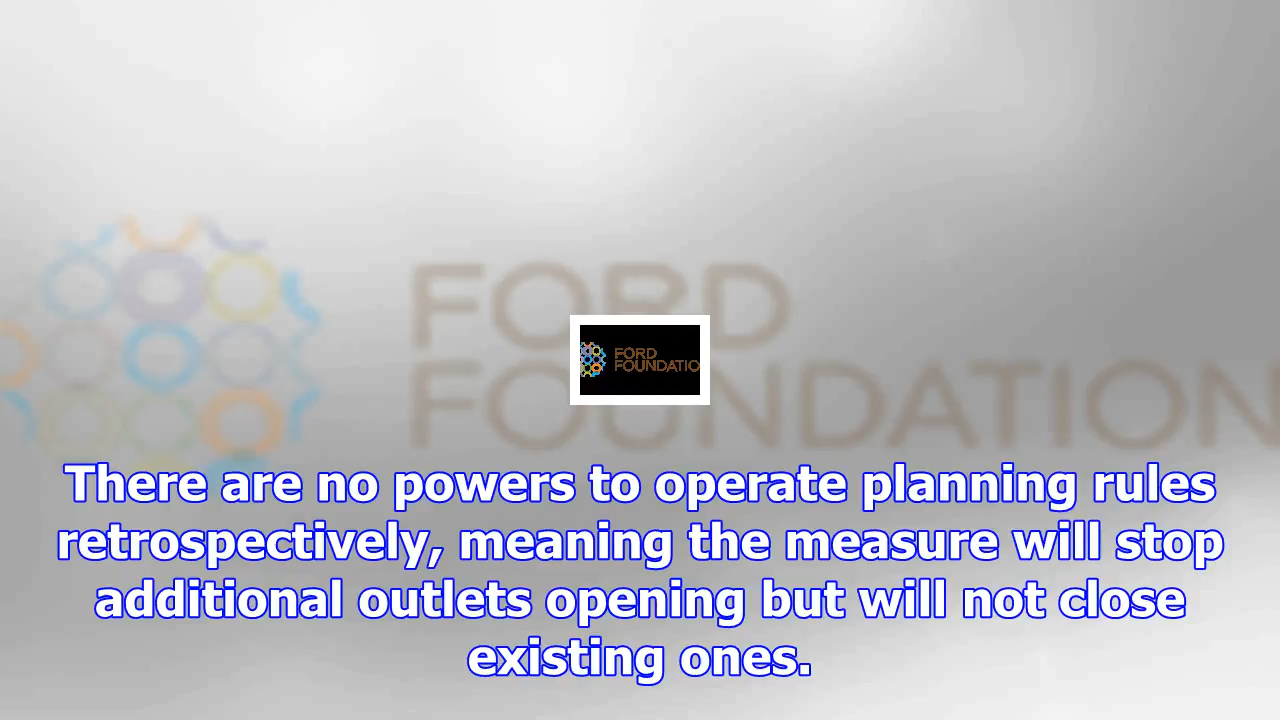 FORD
FOUNDATION
FORD
FOUNDATIO
There are no powers to operate planning rules
retrospectively, meaning the measure will stop
additional outlets opening but will not close
existing ones.